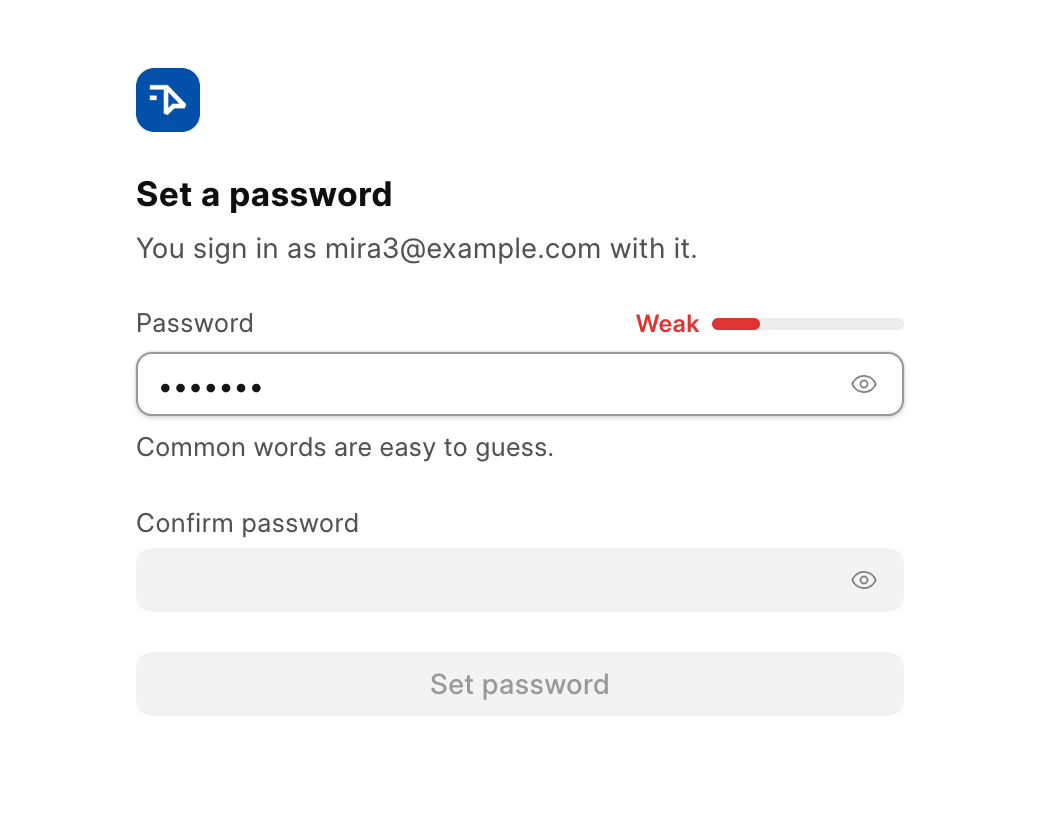 Set a password
You sign in as mira3@example.com with it.
Password
Weak
•••••••
Common words are easy to guess.
Confirm password
Set password